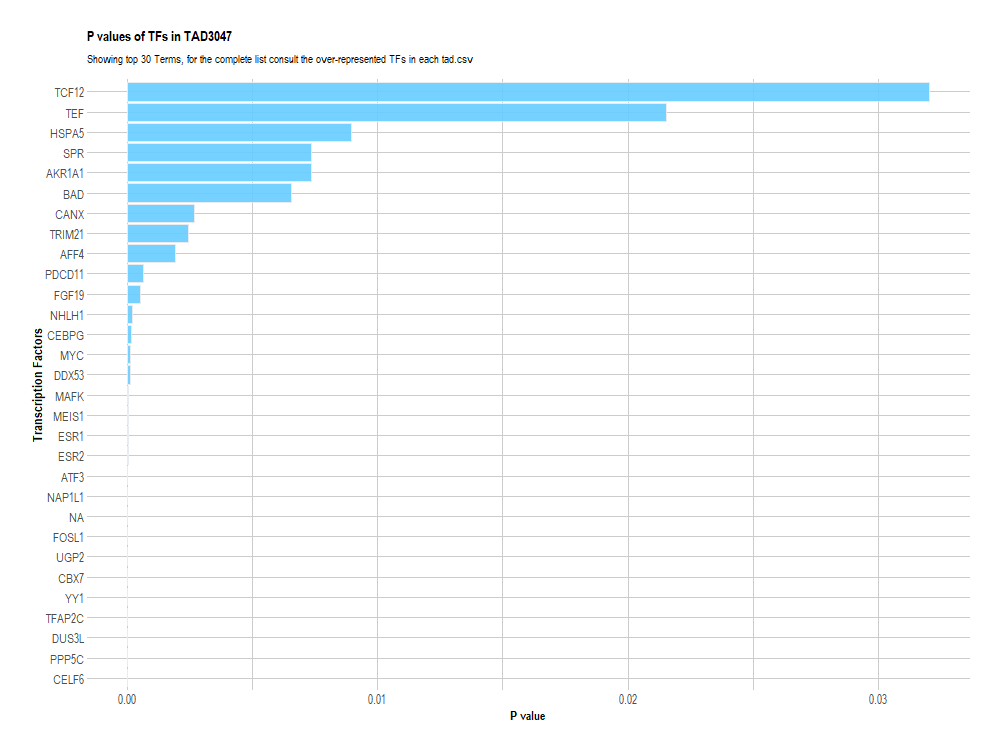 P values of TFs in TAD3047
Showing top 30 Terms, for the complete list consult the over-represented TFs in each tad.csv
Transcription Factors
TCF12
TEF
HSPA5
SPR
AKR1A1
BAD
CANX
TRIM21
AFF4
PDCD11
FGF19
NHLH1
CEBPG
MYC
DDX53
MAFK
MEIS1
ESR1
ESR2
ATF3
NAP1L1
NA
FOSL1
UGP2
CBX7
YY1
TFAP2C
DUS3L
PPP5C
CELF6
0.00 0.01 0.02 0.03
P value